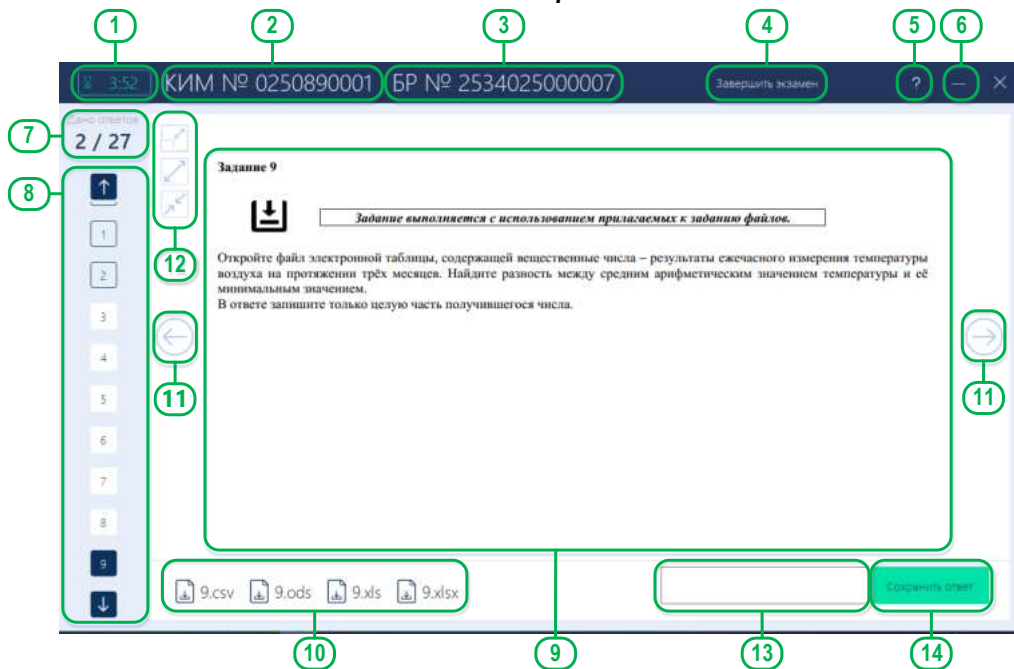 1
2
3
4
5
6
3:52
КИМ № 0250890001
БР № 2534025000007
Завершить экзамен
?
7
Дано ответов
2 / 27
8
1
2
3
4
5
6
7
8
9
12
11
Задание 9
Задание выполняется с использованием прилагаемых к заданию файлов.
Откройте файл электронной таблицы, содержащей вещественные числа – результаты ежечасного измерения температуры
воздуха на протяжении трёх месяцев. Найдите разность между средним арифметическим значением температуры и её
минимальным значением.
В ответе запишите только целую часть получившегося числа.
11
9.csv
9.ods
9.xls
9.xlsx
Сохранить ответ
10
9
13
14